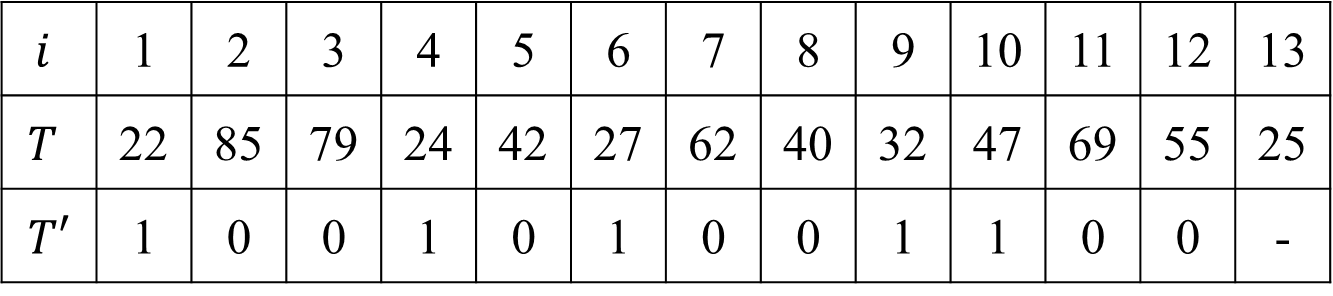 i 1 2 3 4 5 6 7 8 9 10 11 12 13
T 22 85 79 24 42 27 62 40 32 47 69 55 25
T′ 1 0 0 1 0 1 0 0 1 1 0 0 -